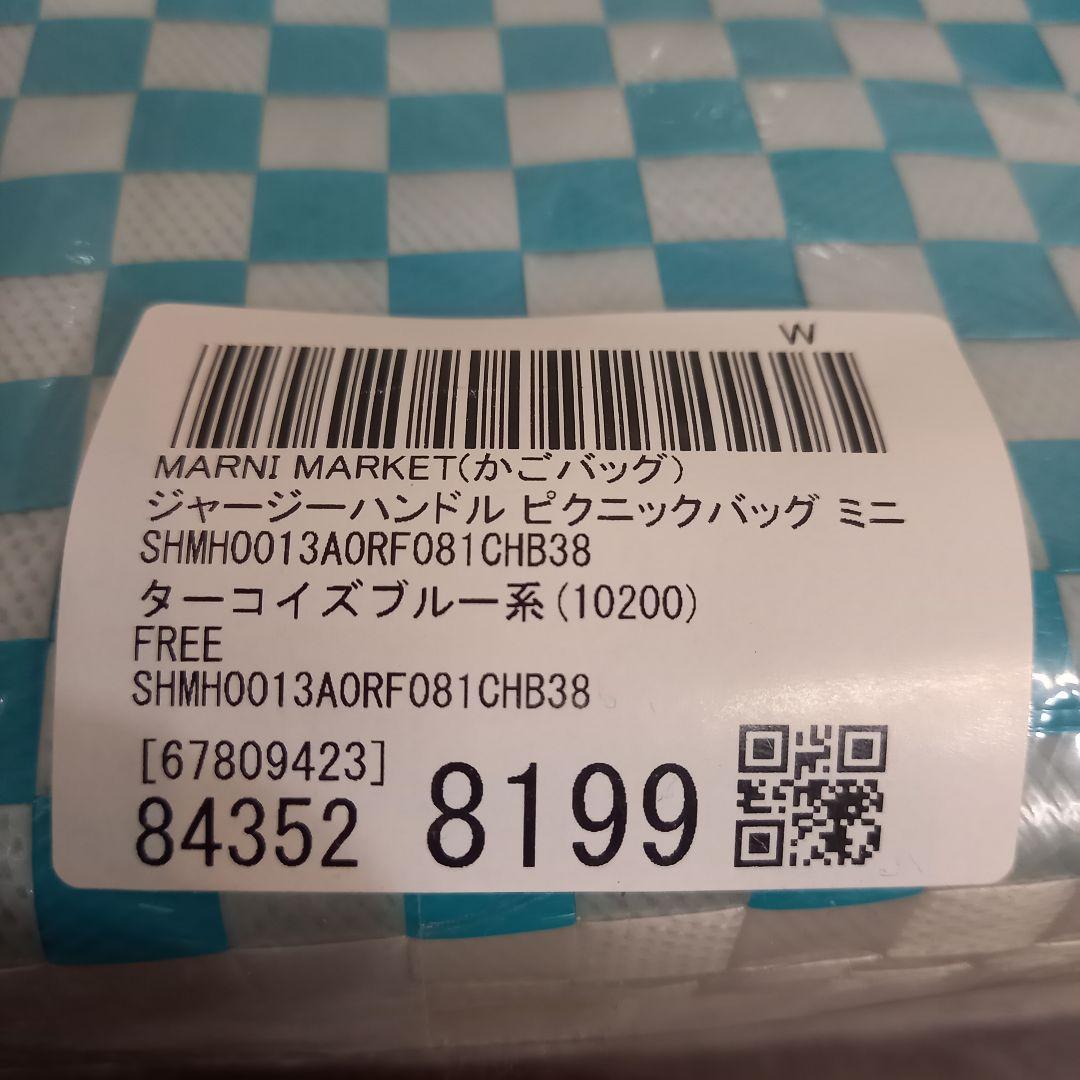 W
MARNI MARKET(かごバッグ)
ジャージーハンドル ピクニックバッグ ミニ
SHMH0013A0RF081CHB38
ターコイズブルー系(10200)
FREE
SHMH0013A0RF081CHB38
[67809423]
84352 8199